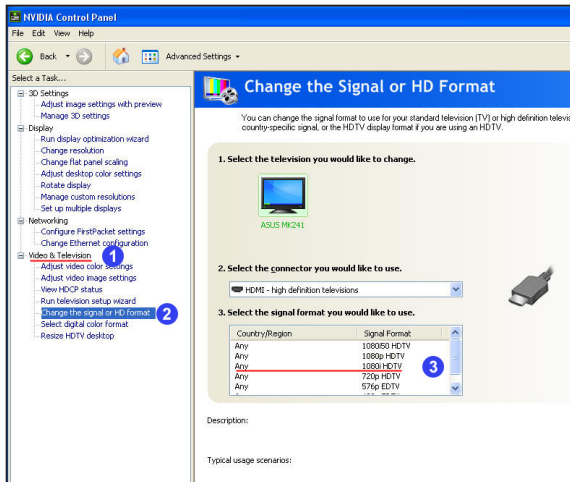 NVIDIA Control Panel
File Edit View Help
Back Advanced Settings
Select a Task...
3D Settings
Adjust image settings with preview
Manage 3D settings
Display
Run display optimization wizard
Change resolution
Change flat panel scaling
Adjust desktop color settings
Rotate display
Manage custom resolutions
Set up multiple displays
Networking
Configure FirstPacket settings
Change Ethernet configuration
Video & Television 1
Adjust video color settings
Adjust video image settings
View HDCP status
Run television setup wizard
Change the signal or HD format 2
Select digital color format
Resize HDTV desktop
Change the Signal or HD Format
You can change the signal format to use for your standard television (TV) or high definition
country-specific signal, or the HDTV display format if you are using an HDTV.
1. Select the television you would like to change.
ASUS MK241
2. Select the connector you would like to use.
HDMI - high definition televisions
3. Select the signal format you would like to use.
Country/Region Signal Format
Any 1080i50 HDTV
Any 1080p HDTV
Any 1080i HDTV 3
Any 720p HDTV
Any 576p EDTV
Description:
Typical usage scenarios: